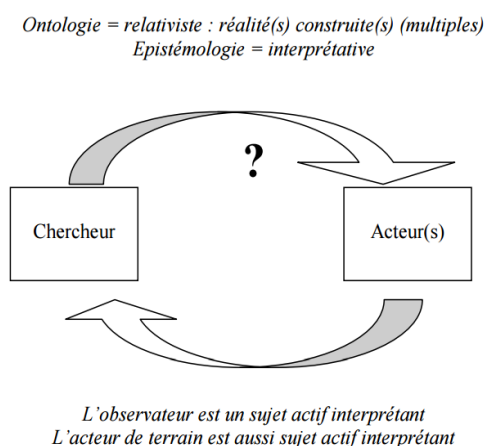 Ontologie = relativiste : réalité(s) construite(s) (multiples)
Epistémologie = interprétative
?
Chercheur
Acteur(s)
L'observateur est un sujet actif interprétant
L'acteur de terrain est aussi sujet actif interprétant